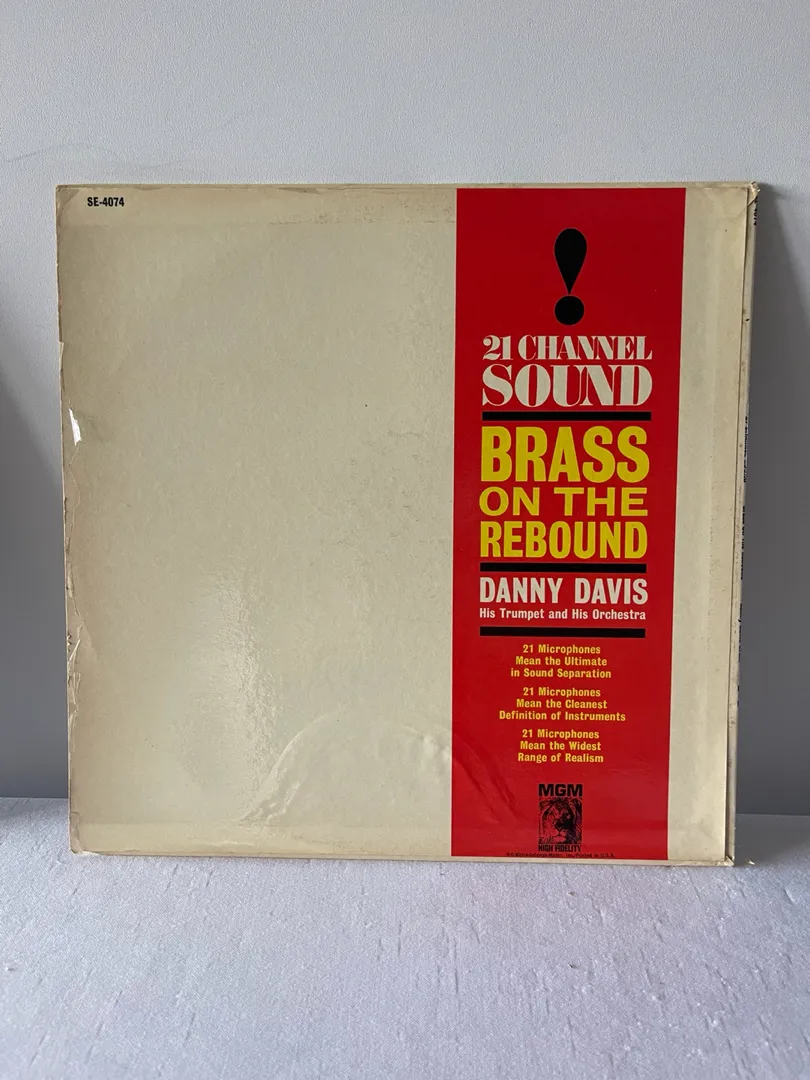 SE-4074
21 CHANNEL
SOUND
BRASS
ON THE
REBOUND
DANNY DAVIS
His Trumpet and His Orchestra
21 Microphones
Mean the Ultimate
in Sound Separation
21 Microphones
Mean the Cleanest
Definition of Instruments
21 Microphones
Mean the Widest
Range of Realism
MGM
HIGH FIDELITY
Printed in U.S.A.